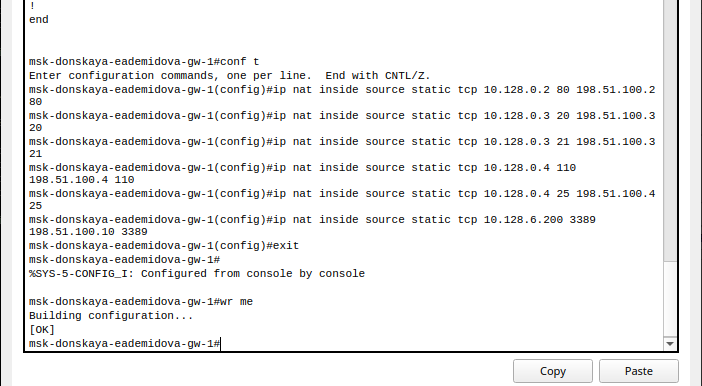 !
end
msk-donskaya-eademidova-gw-1#conf t
Enter configuration commands, one per line.  End with CNTL/Z.
msk-donskaya-eademidova-gw-1(config)#ip nat inside source static tcp 10.128.0.2 80 198.51.100.2
80
msk-donskaya-eademidova-gw-1(config)#ip nat inside source static tcp 10.128.0.3 20 198.51.100.3
20
msk-donskaya-eademidova-gw-1(config)#ip nat inside source static tcp 10.128.0.3 21 198.51.100.3
21
msk-donskaya-eademidova-gw-1(config)#ip nat inside source static tcp 10.128.0.4 110
198.51.100.4 110
msk-donskaya-eademidova-gw-1(config)#ip nat inside source static tcp 10.128.0.4 25 198.51.100.4
25
msk-donskaya-eademidova-gw-1(config)#ip nat inside source static tcp 10.128.6.200 3389
198.51.100.10 3389
msk-donskaya-eademidova-gw-1(config)#exit
msk-donskaya-eademidova-gw-1#
%SYS-5-CONFIG_I: Configured from console by console
msk-donskaya-eademidova-gw-1#wr me
Building configuration...
[OK]
msk-donskaya-eademidova-gw-1#
Copy
Paste